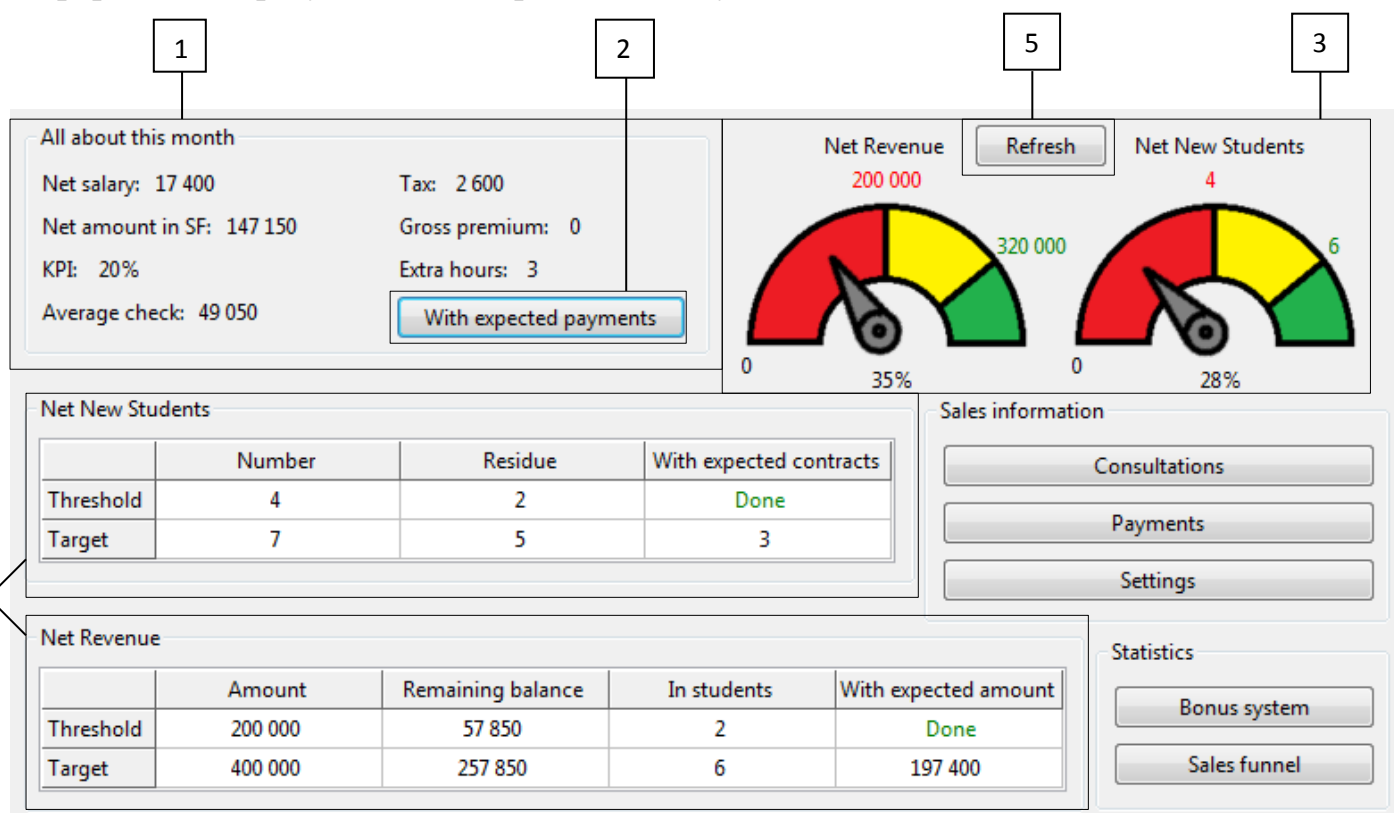 1
2
5
3
All about this month
Net salary: 17 400
Tax: 2 600
Net amount in SF: 147 150
Gross premium: 0
KPI: 20%
Extra hours: 3
Average check: 49 050
With expected payments
Net Revenue
Refresh
Net New Students
200 000
4
320 000
6
0
35%
0
28%
Net New Students
Number Residue With expected contracts
Threshold 4 2 Done
Target 7 5 3
Sales information
Consultations
Payments
Settings
Net Revenue
Amount Remaining balance In students With expected amount
Threshold 200 000 57 850 2 Done
Target 400 000 257 850 6 197 400
Statistics
Bonus system
Sales funnel